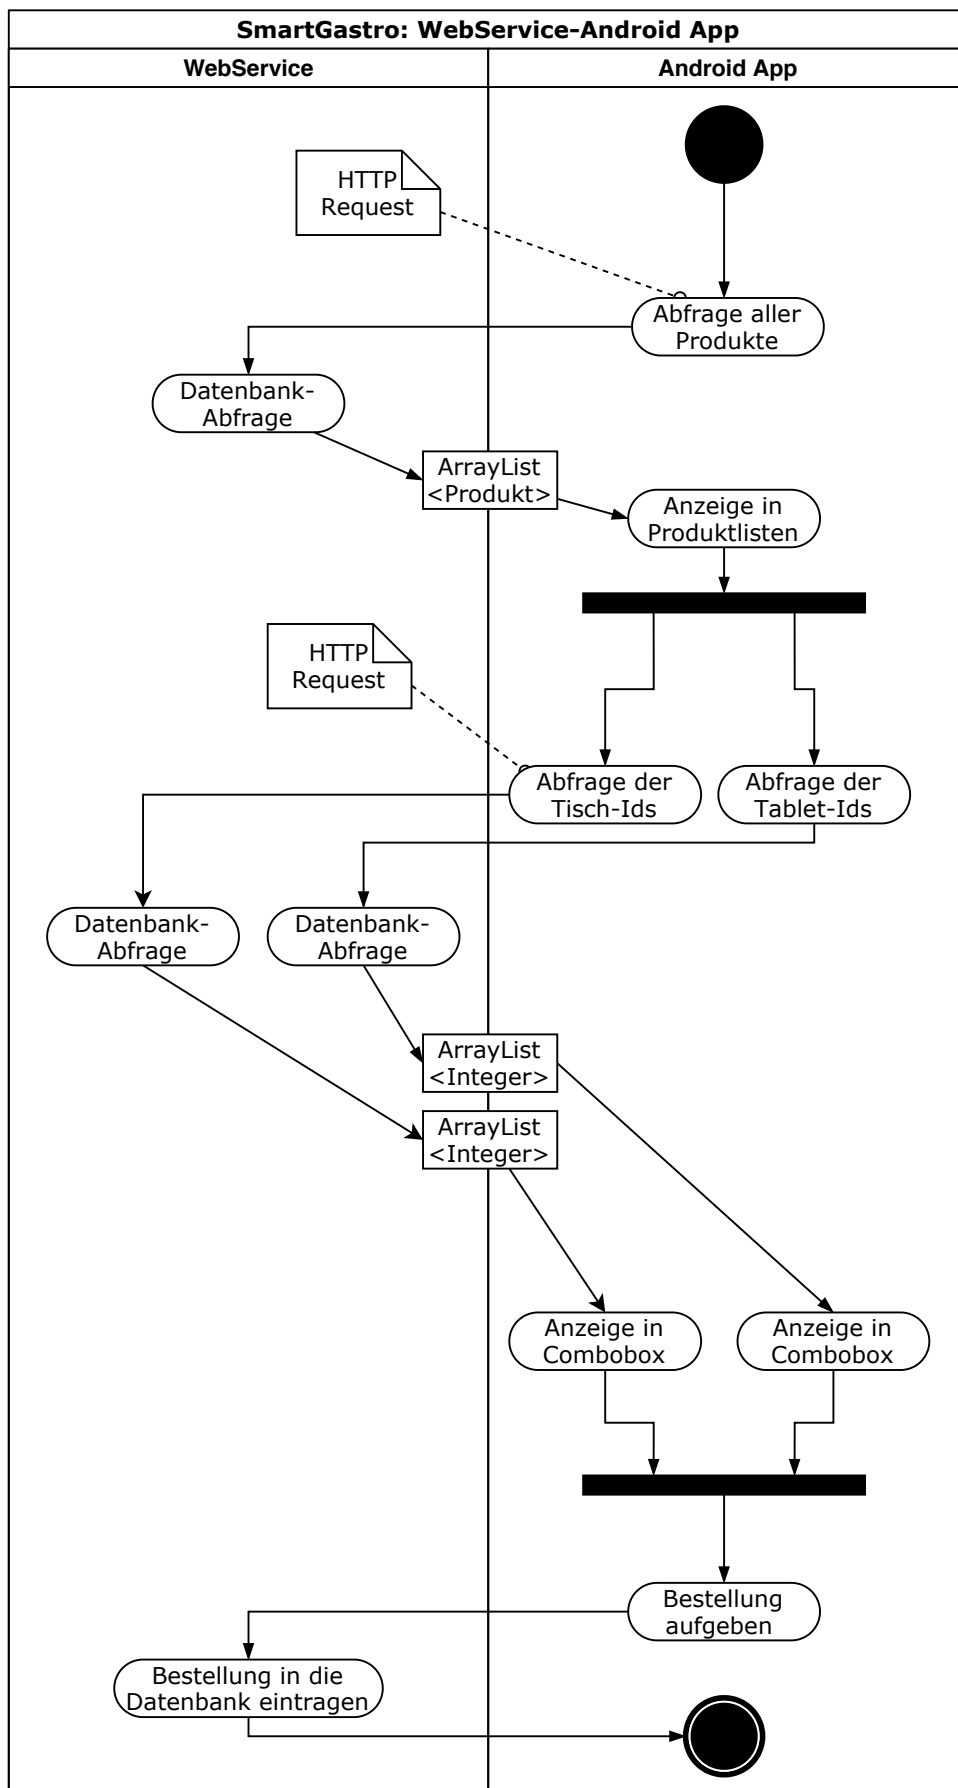 SmartGastro: WebService-Android App
WebService
Android App
HTTP
Request
Abfrage aller
Produkte
Datenbank-
Abfrage
ArrayList
<Produkt>
Anzeige in
Produktlisten
HTTP
Request
Abfrage der
Tisch-Ids
Abfrage der
Tablet-Ids
Datenbank-
Abfrage
Datenbank-
Abfrage
ArrayList
<Integer>
ArrayList
<Integer>
Anzeige in
Combobox
Anzeige in
Combobox
Bestellung
aufgeben
Bestellung in die
Datenbank eintragen